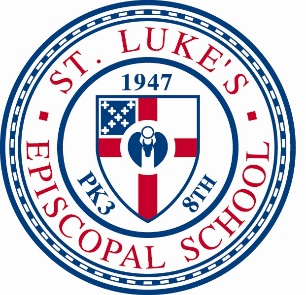 ST. LUKE'S
1947
PK3
8TH
EPISCOPAL SCHOOL